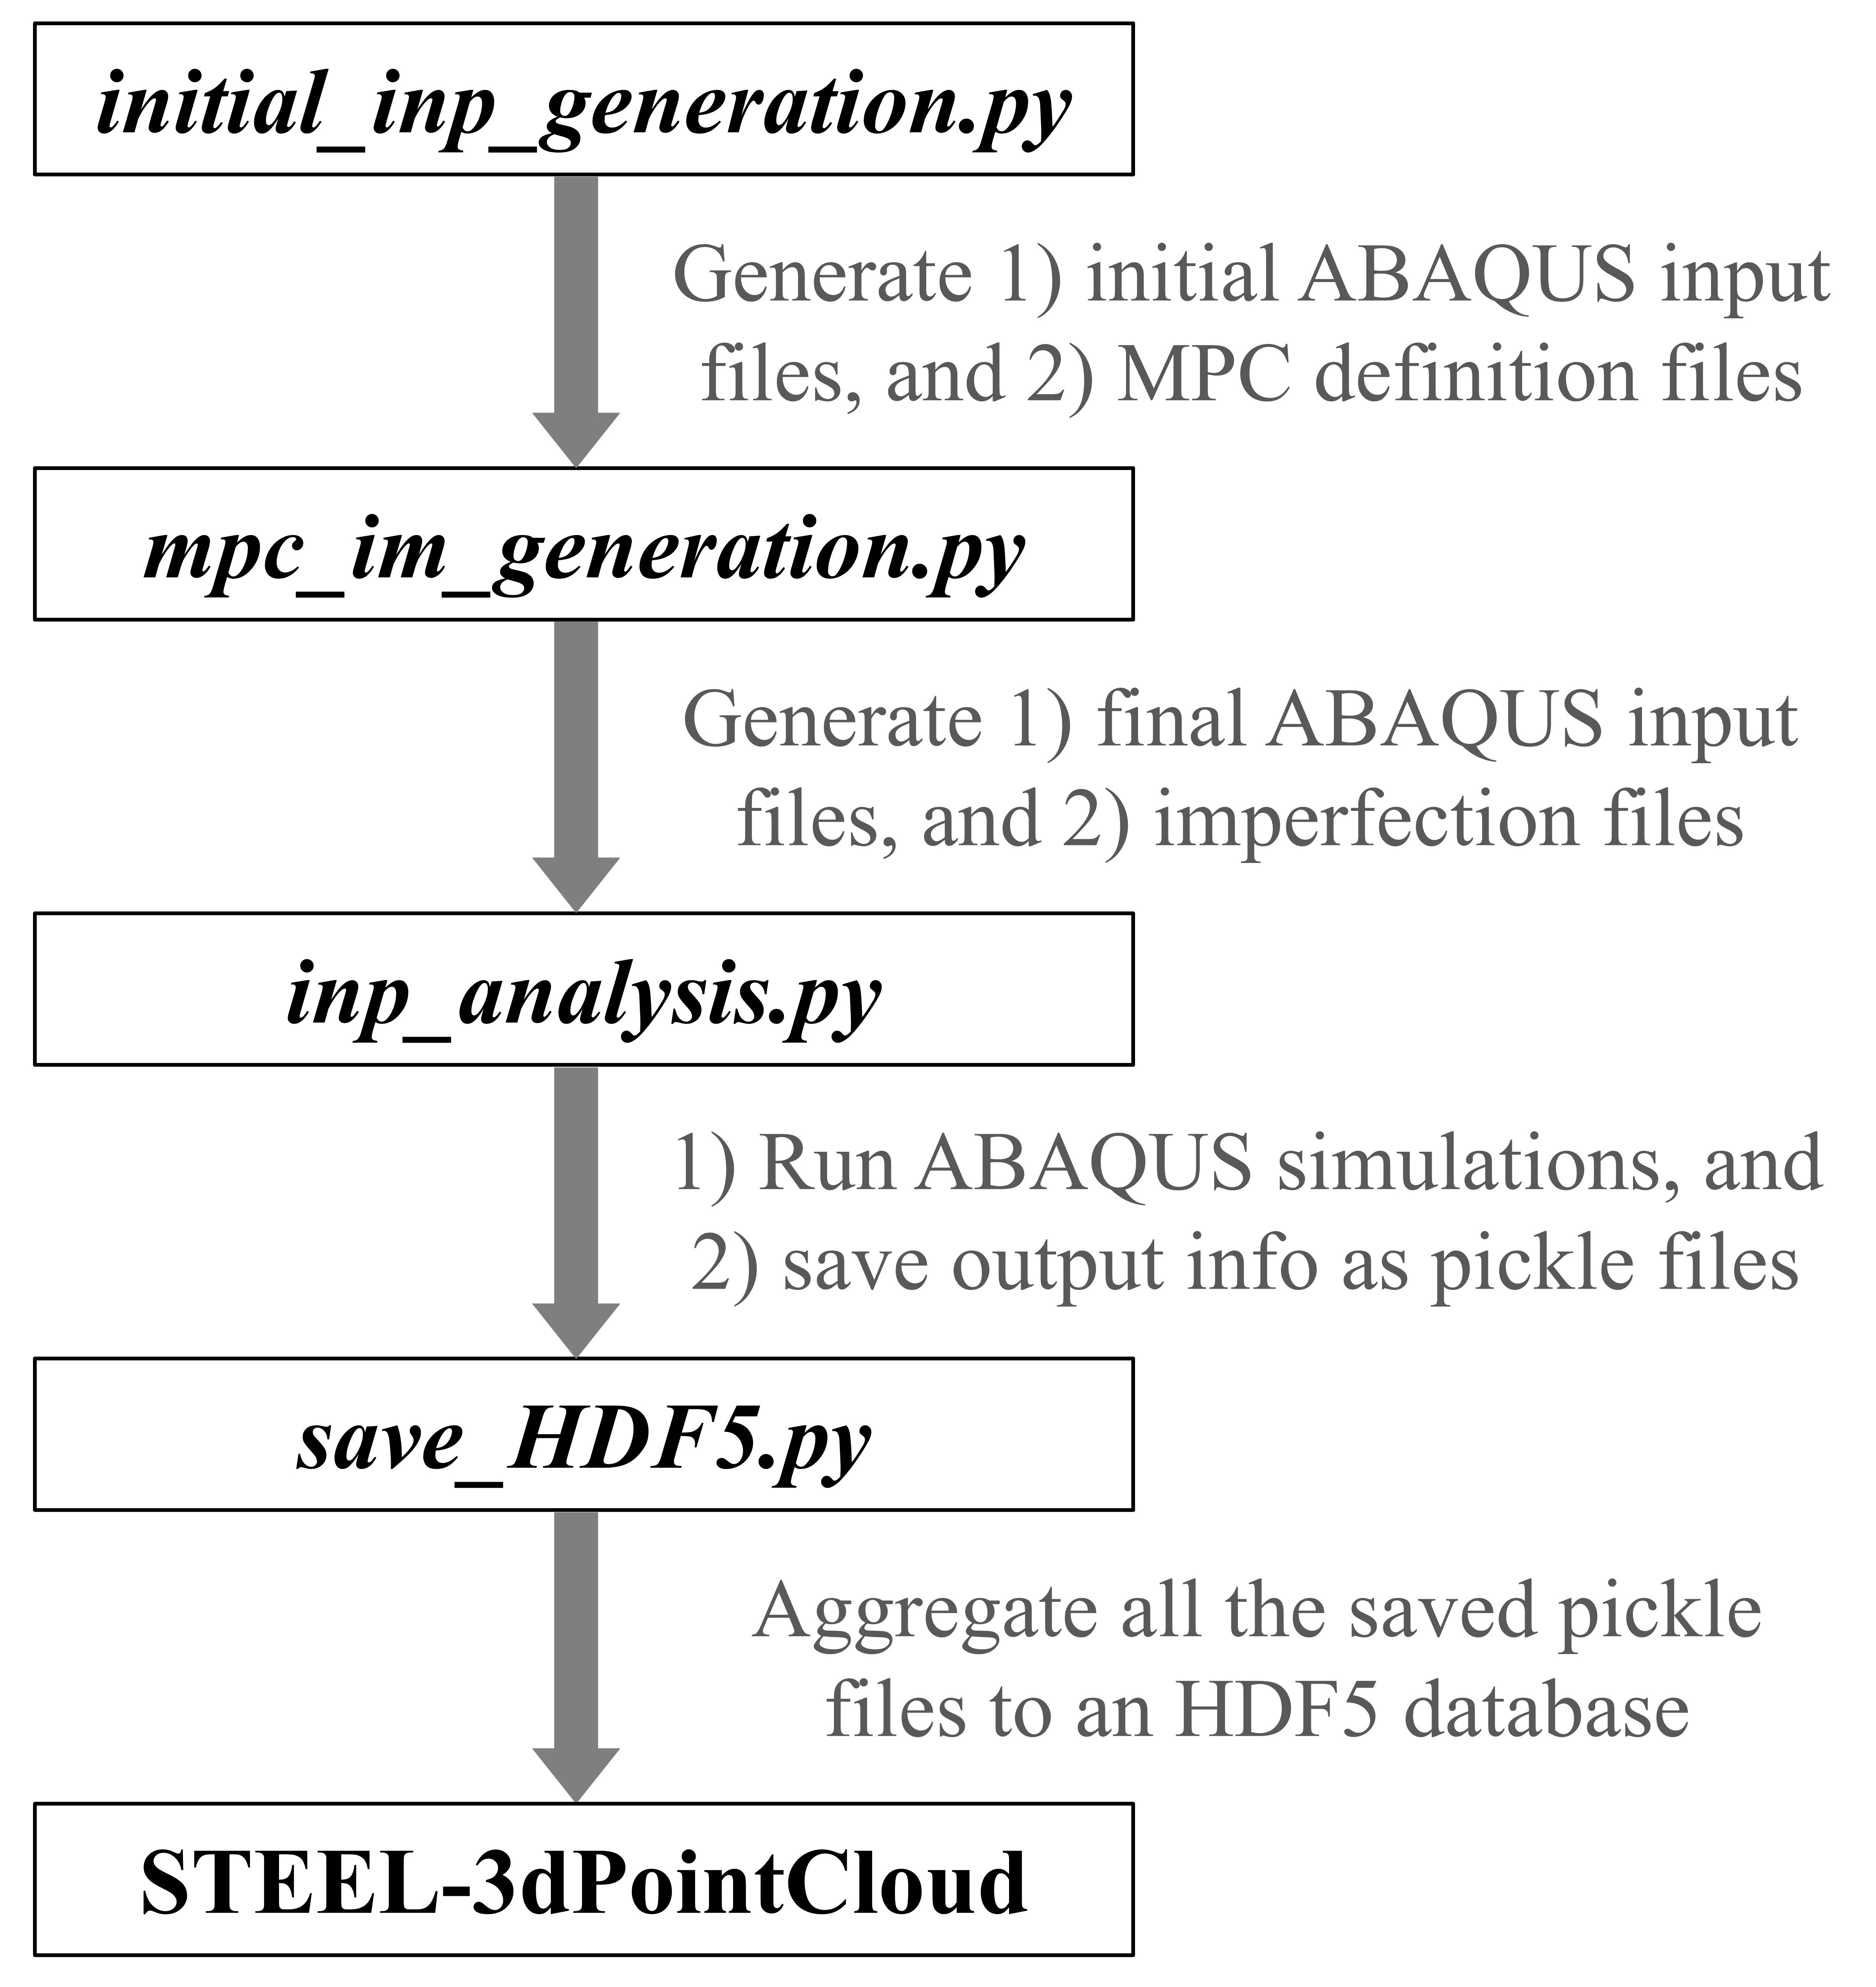 initial_inp_generation.py
Generate 1) initial ABAQUS input
files, and 2) MPC definition files
mpc_im_generation.py
Generate 1) final ABAQUS input
files, and 2) imperfection files
inp_analysis.py
1) Run ABAQUS simulations, and
2) save output info as pickle files
save_HDF5.py
Aggregate all the saved pickle
files to an HDF5 database
STEEL-3dPointCloud